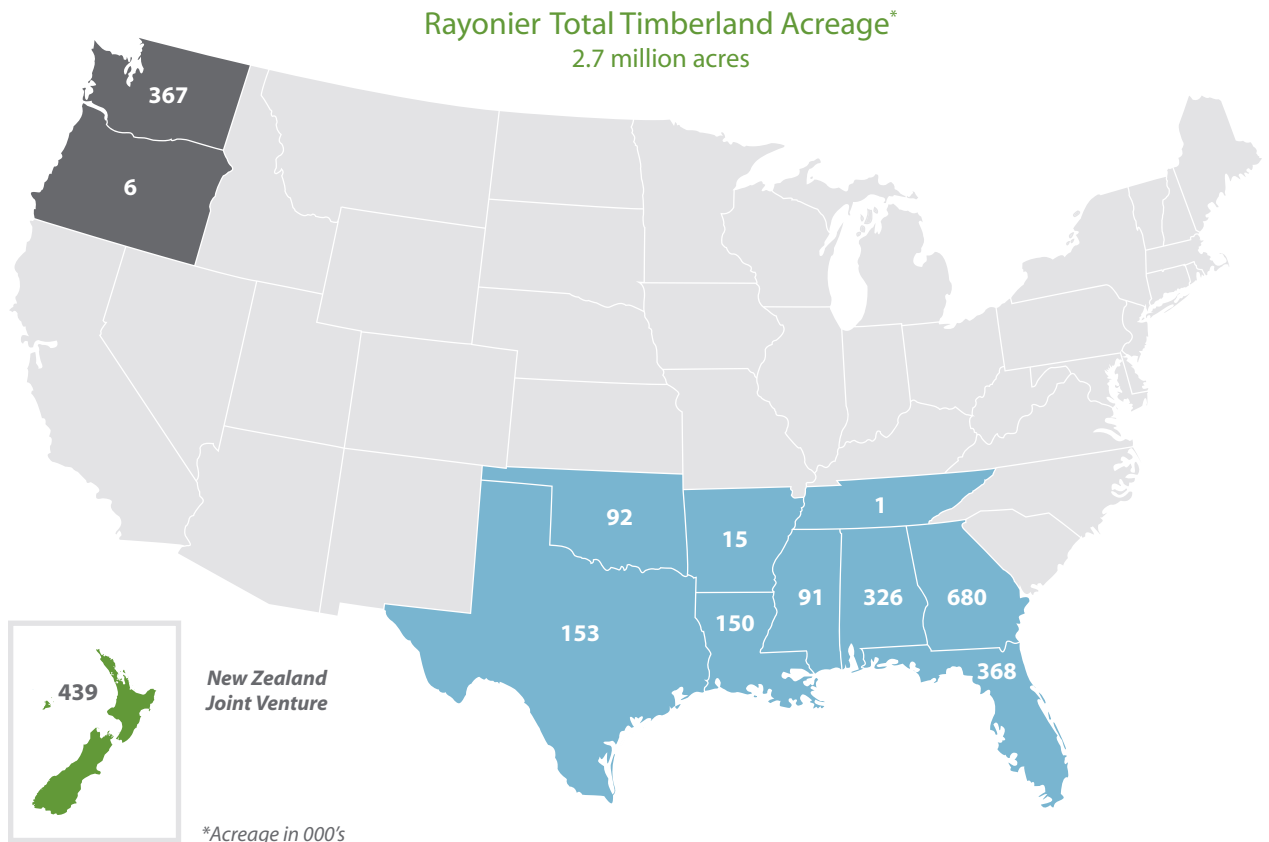 Rayonier Total Timberland Acreage*
2.7 million acres
367
6
92
15
1
153
150
91
326
680
368
439
New Zealand
Joint Venture
*Acreage in 000's